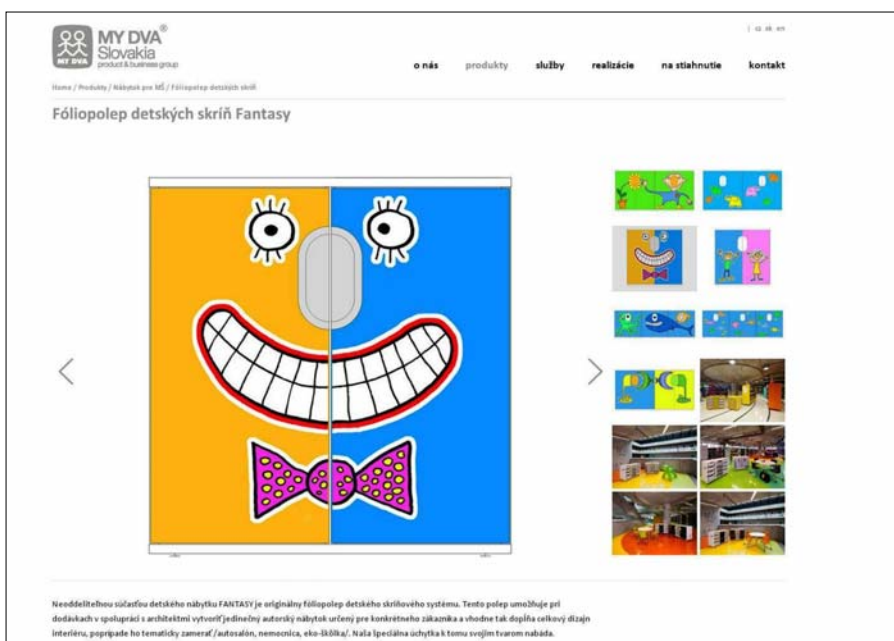 | cz sk en
MY DVA®
Slovakia
product & business group
MY DVA
o nás produkty služby realizácie na stiahnutie kontakt
Home / Produkty / Nábytok pre MŠ / Fóliopolep detských skríň
Fóliopolep detských skríň Fantasy
Neoddeliteľnou súčasťou detského nábytku FANTASY je originálny fóliopolep detského skriňového systému. Tento polep umožňuje pri
dodávkach v spolupráci s architektmi vytvoriť jedinečný autorský nábytok určený pre konkrétneho zákazníka a vhodne tak dopĺňa celkový dizajn
interiéru, poprípade ho tematicky zamerať /autosalón, nemocnica, eko-škôlka/. Naša špeciálna úchytka k tomu svojím tvarom nabáda.